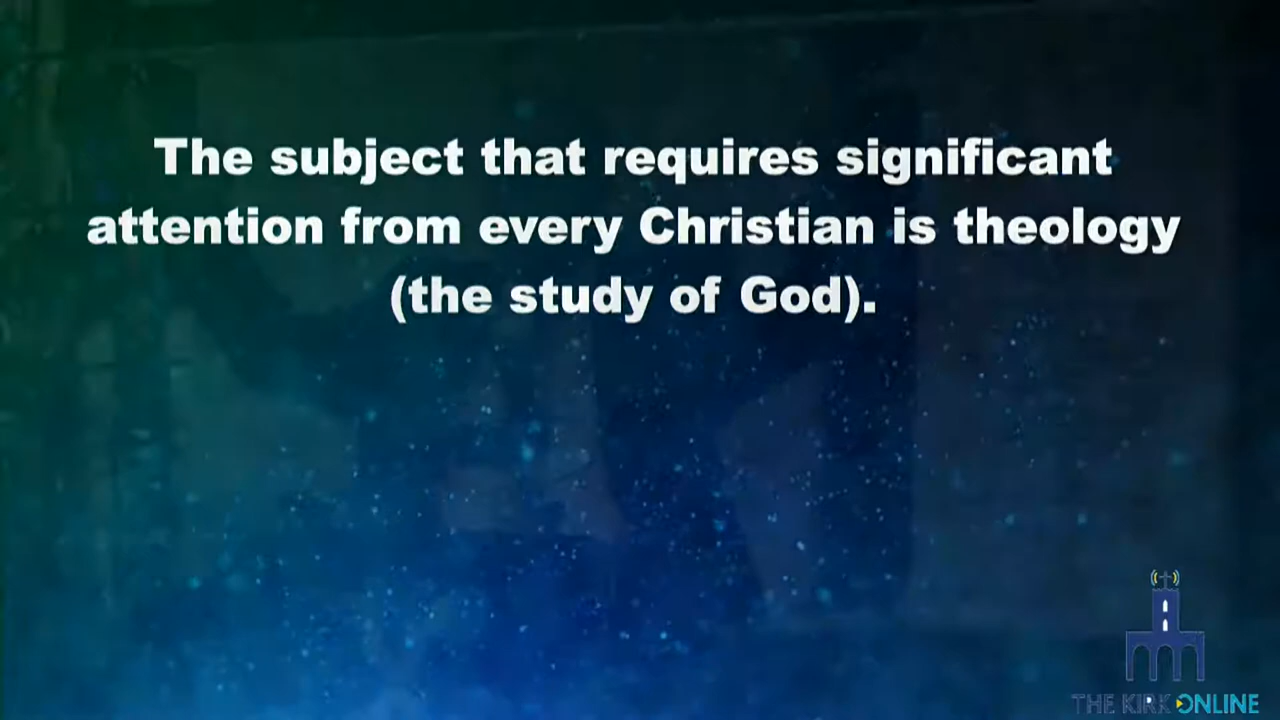 The subject that requires significant
attention from every Christian is theology
(the study of God).
THE KIRK ONLINE